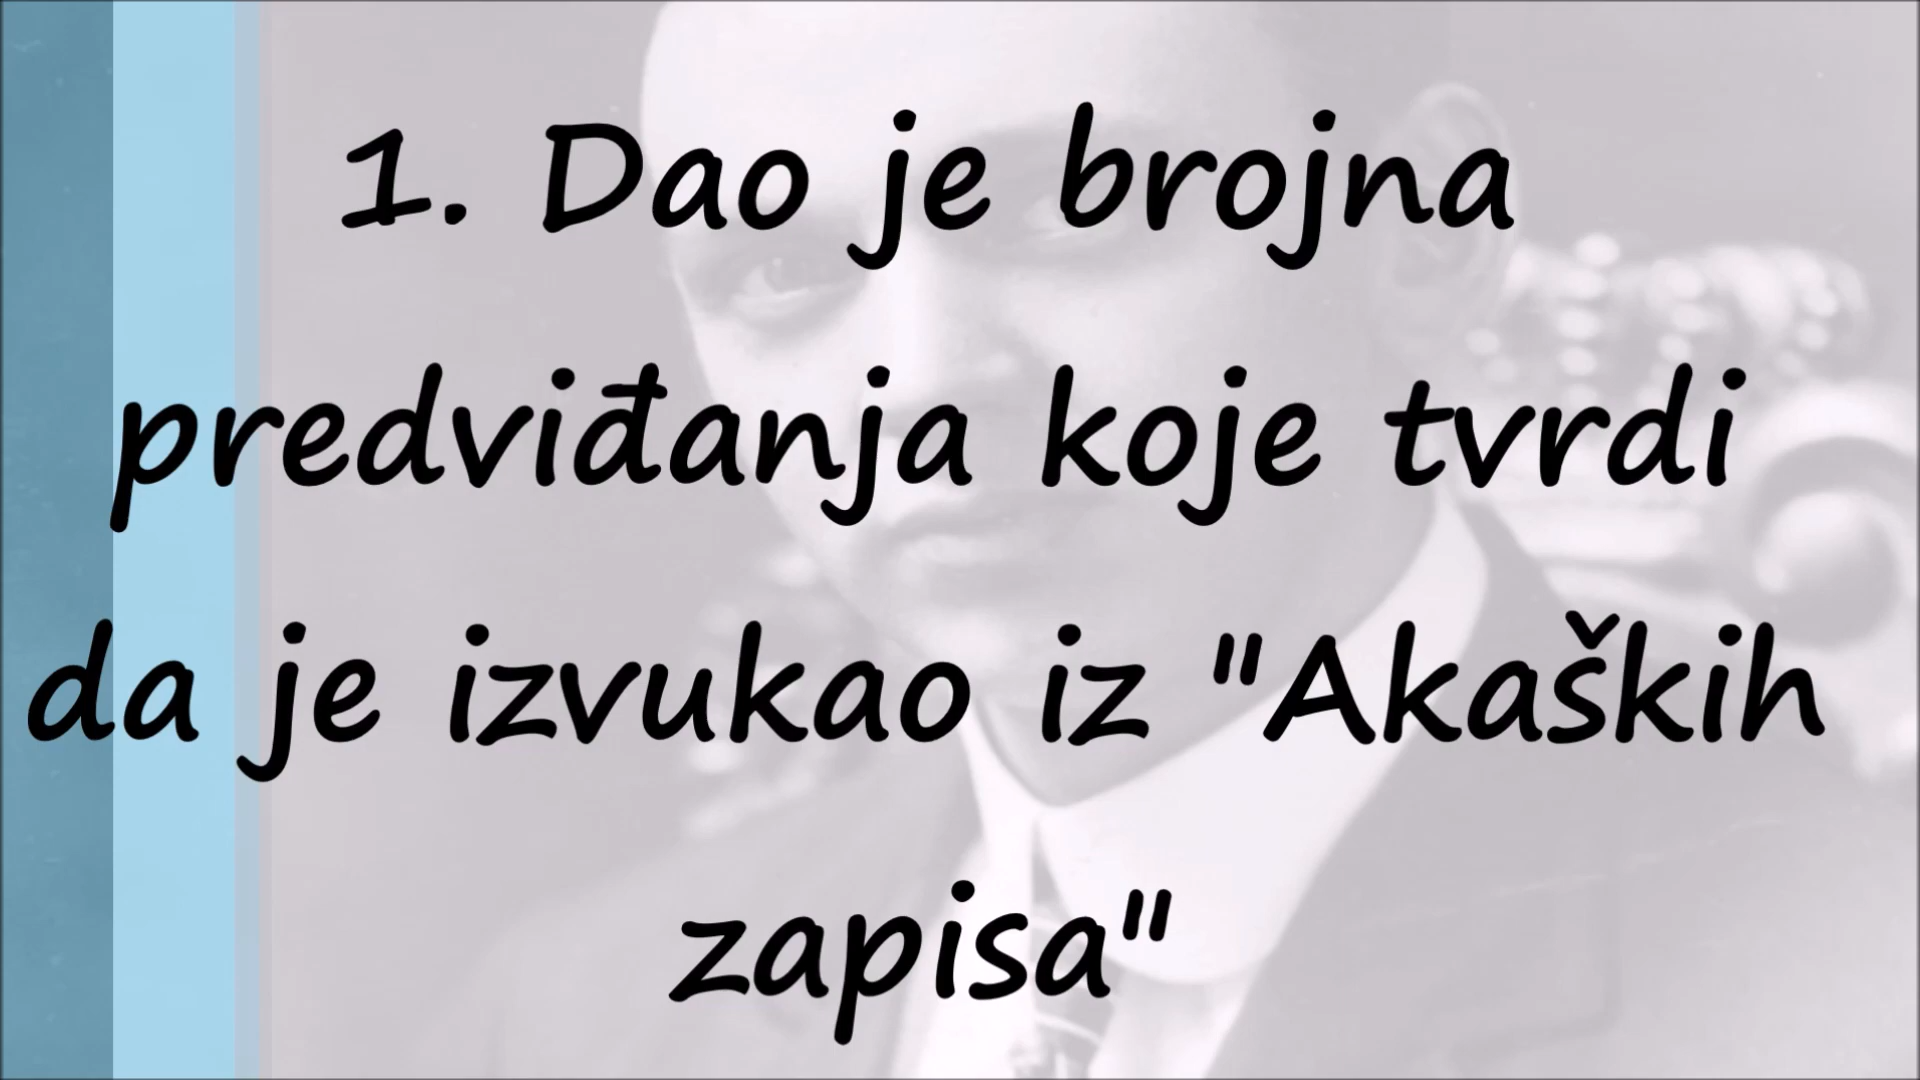 1. Dao je brojna
predviđanja koje tvrdi
da je izvukao iz "Akaških
zapisa"